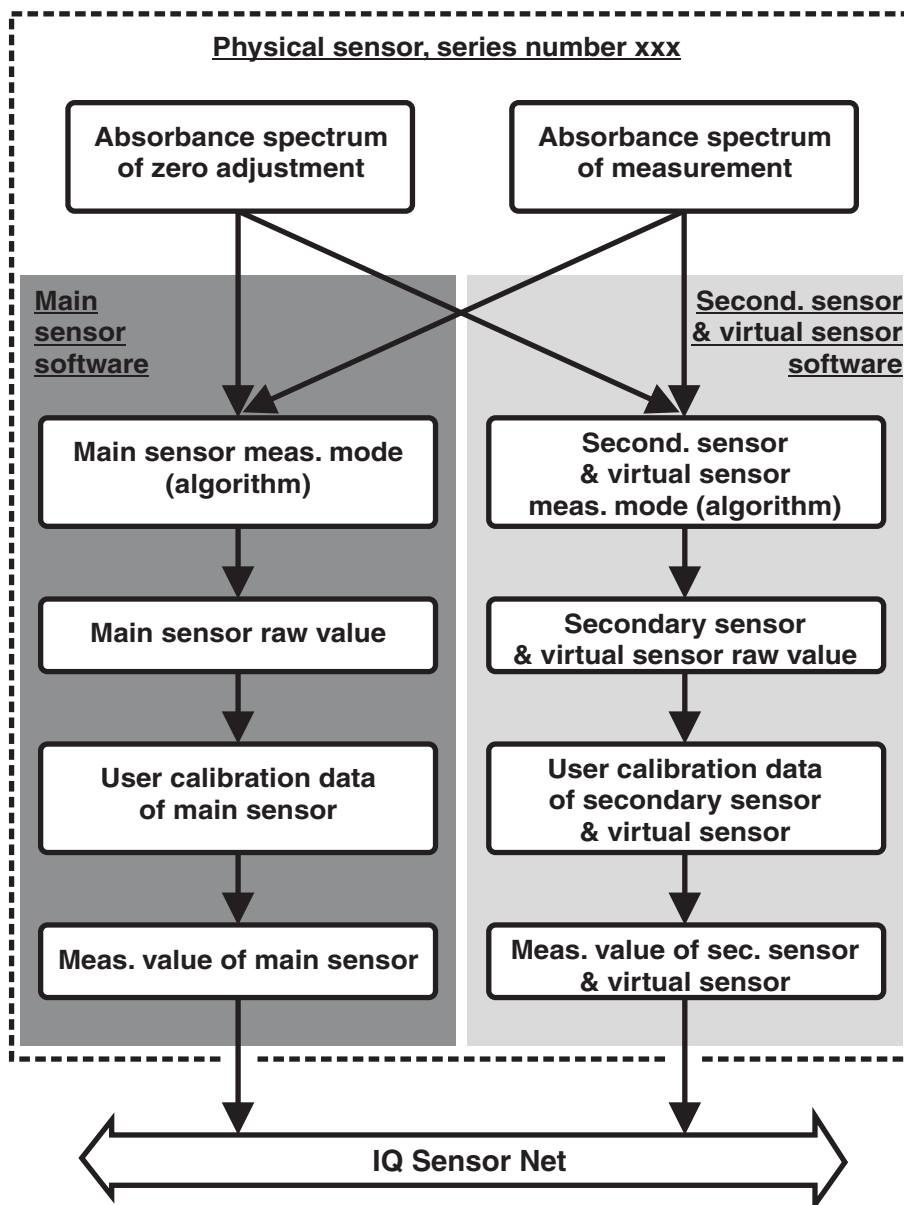 Physical sensor, series number xxx
Absorbance spectrum
of zero adjustment
Absorbance spectrum
of measurement
Main
sensor
software
Second. sensor
& virtual sensor
software
Main sensor meas. mode
(algorithm)
Second. sensor
& virtual sensor
meas. mode (algorithm)
Main sensor raw value
Secondary sensor
& virtual sensor raw value
User calibration data
of main sensor
User calibration data
of secondary sensor
& virtual sensor
Meas. value of main sensor
Meas. value of sec. sensor
& virtual sensor
IQ Sensor Net